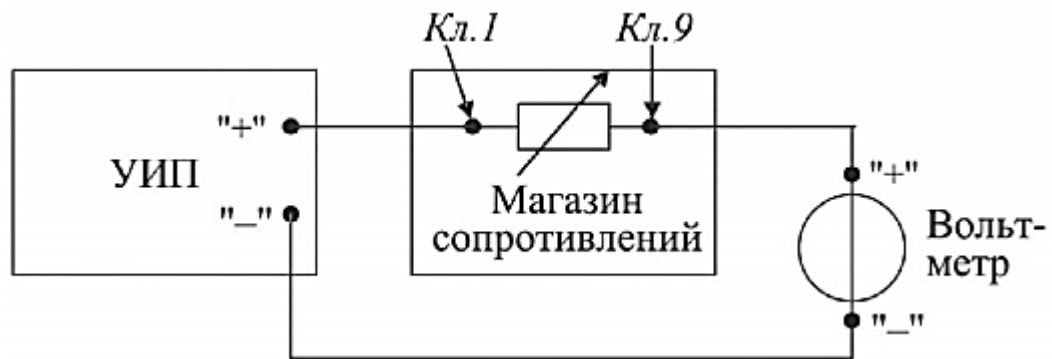 Кл.1
Кл.9
"+"
УИП
"–"
Магазин
сопротивлений
"+"
Вольт-
метр
"–"